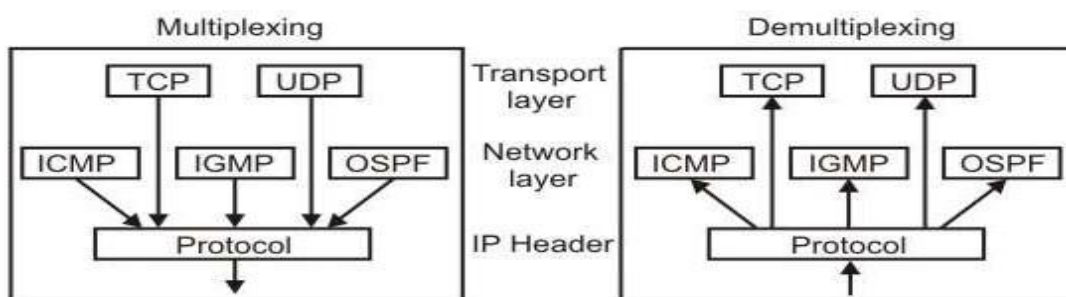 Multiplexing
Demultiplexing
TCP
UDP
Transport
layer
TCP
UDP
ICMP
IGMP
OSPF
Network
layer
ICMP
IGMP
OSPF
Protocol
IP Header
Protocol